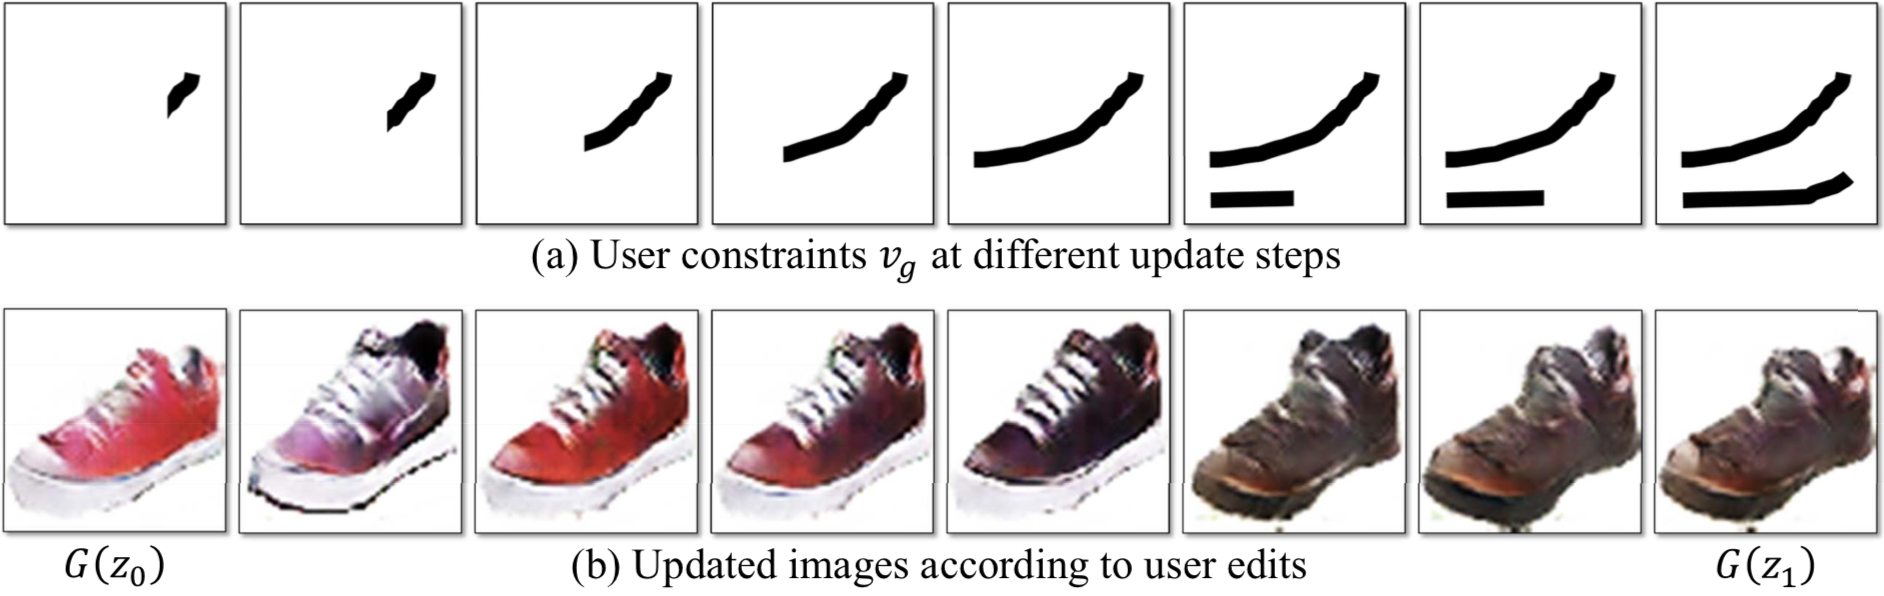 (a) User constraints v_g at different update steps
G(z_0)
(b) Updated images according to user edits
G(z_1)